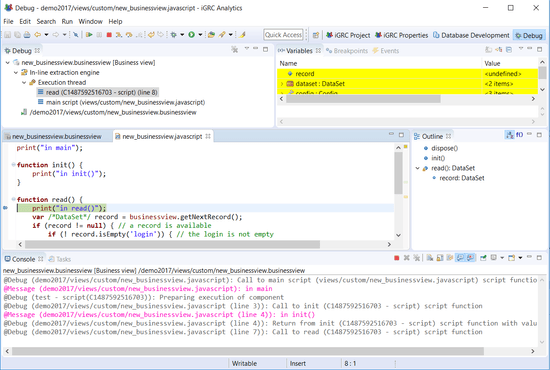 Debug - demo2017/views/custom/new_businessview.javascript - iGRC Analytics
File Edit Search Run Window Help
Quick Access
iGRC Project
iGRC Properties
Database Development
Debug
Debug
new_businessview.businessview [Business view]
In-line extraction engine
Execution thread
read (C1487592516703 - script) (line 8)
main script (views/custom/new_businessview.javascript)
/demo2017/views/custom/new_businessview.businessview
Variables
Breakpoints
Events
Name Value
record <undefined>
dataset : DataSet <2 items>
config : Config <3 items>
new_businessview.businessview
new_businessview.javascript
print("in main");
function init() {
print("in init()");
}
function read() {
print("in read()");
var /*DataSet*/ record = businessview.getNextRecord();
if (record != null) { // a record is available
if (! record.isEmpty('login')) { // the login is not empty
Outline
dispose()
init()
read(): DataSet
record: DataSet
Console
Tasks
new_businessview.businessview [Business view] /demo2017/views/custom/new_businessview.businessview
@Debug (demo2017/views/custom/new_businessview.javascript): Call to main script (views/custom/new_businessview.javascript) script functio
@Message (demo2017/views/custom/new_businessview.javascript): in main
@Debug (test - script(C1487592516703)): Preparing execution of component
@Debug (demo2017/views/custom/new_businessview.javascript (line 3)): Call to init (C1487592516703 - script) script function
@Message (demo2017/views/custom/new_businessview.javascript (line 4)): in init()
@Debug (demo2017/views/custom/new_businessview.javascript (line 4)): Return from init (C1487592516703 - script) script function with valu
@Debug (demo2017/views/custom/new_businessview.javascript (line 7)): Call to read (C1487592516703 - script) script function
Writable
Insert
8 : 1